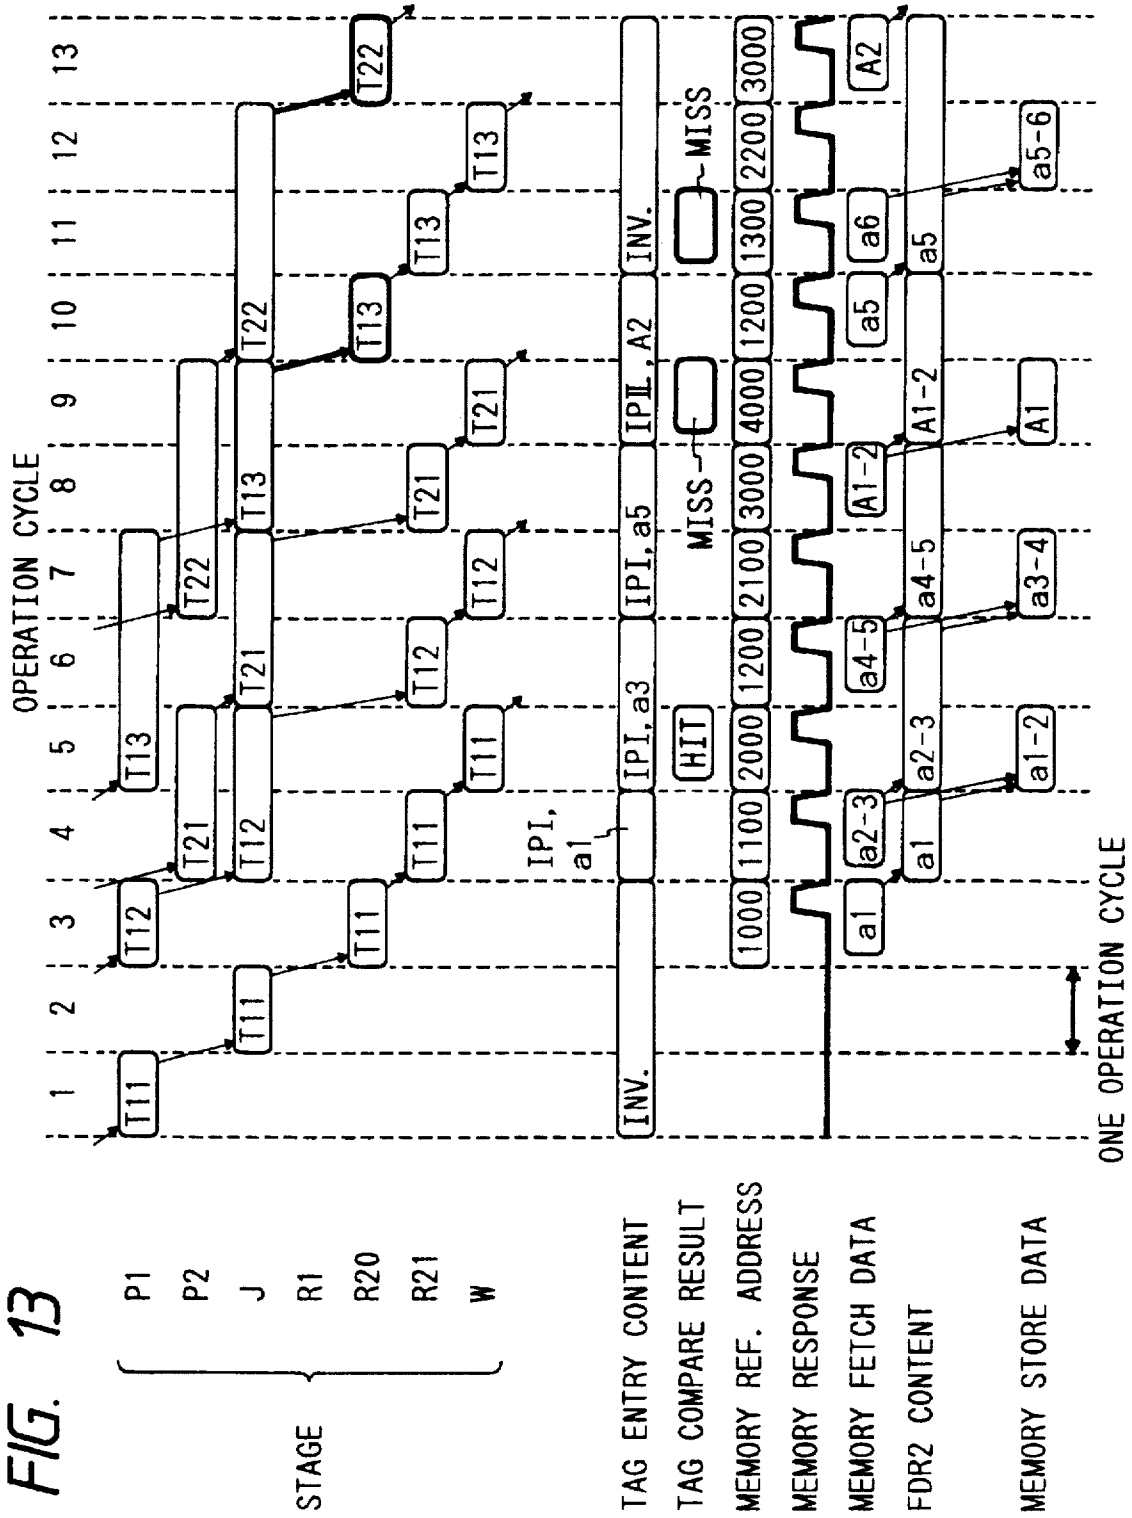 FIG. 13
OPERATION CYCLE
1 2 3 4 5 6 7 8 9 10 11 12 13
STAGE
P1 T11 T12 T13
P2 T21 T22
J T11 T12 T21 T13 T22
R1
R20 T11 T13 T22
R21 T11 T12 T21 T13
W T11 T12 T21 T13
TAG ENTRY CONTENT INV. IPI, a1 IPI, a3 IPI, a5 IPII, A2 INV.
TAG COMPARE RESULT HIT MISS MISS
MEMORY REF. ADDRESS 1000 1100 2000 1200 2100 3000 4000 1200 1300 2200 3000
MEMORY RESPONSE
MEMORY FETCH DATA a1 a2-3 a4-5 A1-2 a5 a6 A2
FDR2 CONTENT a1 a2-3 a4-5 A1-2 a5
MEMORY STORE DATA a1-2 a3-4 A1 a5-6
ONE OPERATION CYCLE